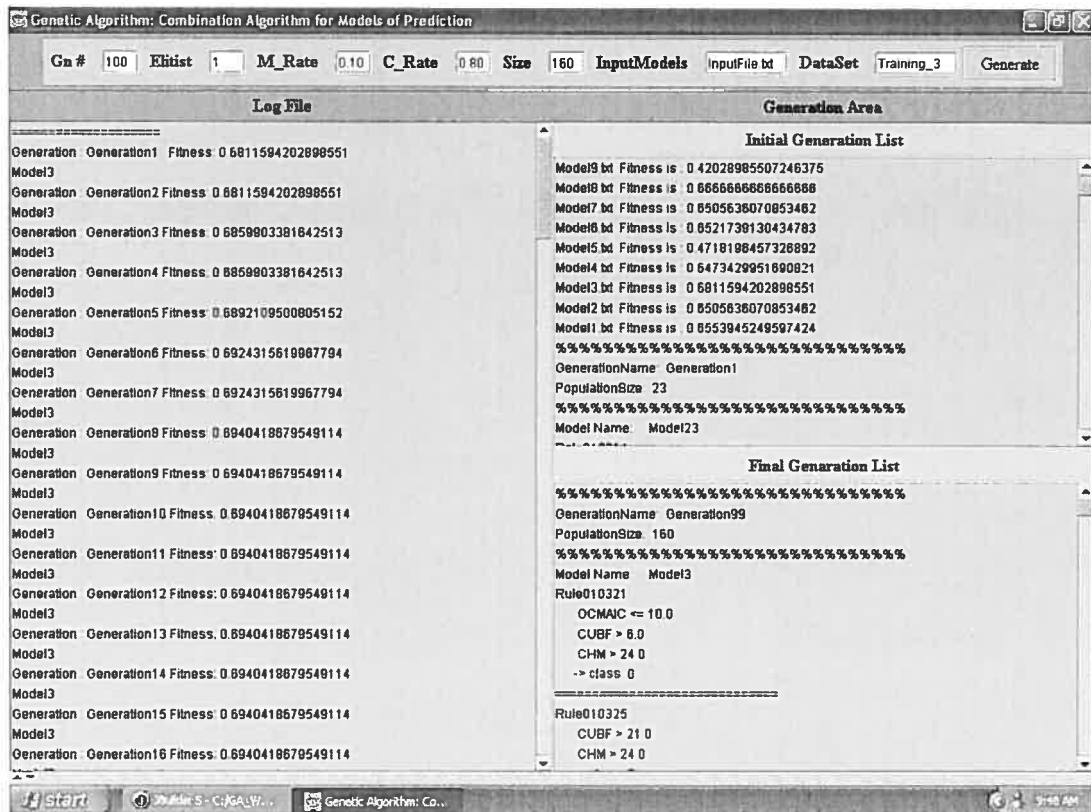 Genetic Algorithm: Combination Algorithm for Models of Prediction
Gn # 100 Elitist 1 M_Rate 0.10 C_Rate 0.80 Size 160 InputModels InputFile.txt DataSet Training_3 Generate
Log File
====================
Generation : Generation1 Fitness: 0.6811594202898551
Model3
Generation : Generation2 Fitness: 0.6811594202898551
Model3
Generation : Generation3 Fitness: 0.6859903381642513
Model3
Generation : Generation4 Fitness: 0.6859903381642513
Model3
Generation : Generation5 Fitness: 0.6892109500805152
Model3
Generation : Generation6 Fitness: 0.6924315619967794
Model3
Generation : Generation7 Fitness: 0.6924315619967794
Model3
Generation : Generation8 Fitness: 0.6940418679549114
Model3
Generation : Generation9 Fitness: 0.6940418679549114
Model3
Generation : Generation10 Fitness: 0.6940418679549114
Model3
Generation : Generation11 Fitness: 0.6940418679549114
Model3
Generation : Generation12 Fitness: 0.6940418679549114
Model3
Generation : Generation13 Fitness: 0.6940418679549114
Model3
Generation : Generation14 Fitness: 0.6940418679549114
Model3
Generation : Generation15 Fitness: 0.6940418679549114
Model3
Generation : Generation16 Fitness: 0.6940418679549114
Generation Area
Initial Generation List
Model9.txt Fitness is : 0.42028985507246375
Model8.txt Fitness is : 0.6666666666666666
Model7.txt Fitness is : 0.6505636070853462
Model6.txt Fitness is : 0.6521739130434783
Model5.txt Fitness is : 0.4718196457326892
Model4.txt Fitness is : 0.6473429951690821
Model3.txt Fitness is : 0.6811594202898551
Model2.txt Fitness is : 0.6505636070853462
Model1.txt Fitness is : 0.6553945249597424
%%%%%%%%%%%%%%%%%%%%%%%%%%%%%%
GenerationName: Generation1
PopulationSize: 23
%%%%%%%%%%%%%%%%%%%%%%%%%%%%%%
Model Name: Model23
Final Genaration List
%%%%%%%%%%%%%%%%%%%%%%%%%%%%%%
GenerationName: Generation99
PopulationSize: 160
%%%%%%%%%%%%%%%%%%%%%%%%%%%%%%
Model Name: Model3
Rule010321
OCMAIC <= 10.0
CUBF > 6.0
CHM > 24.0
-> class 0
==============================
Rule010325
CUBF > 21.0
CHM > 24.0
start
Genetic Algorithm: Co...
9:48 AM